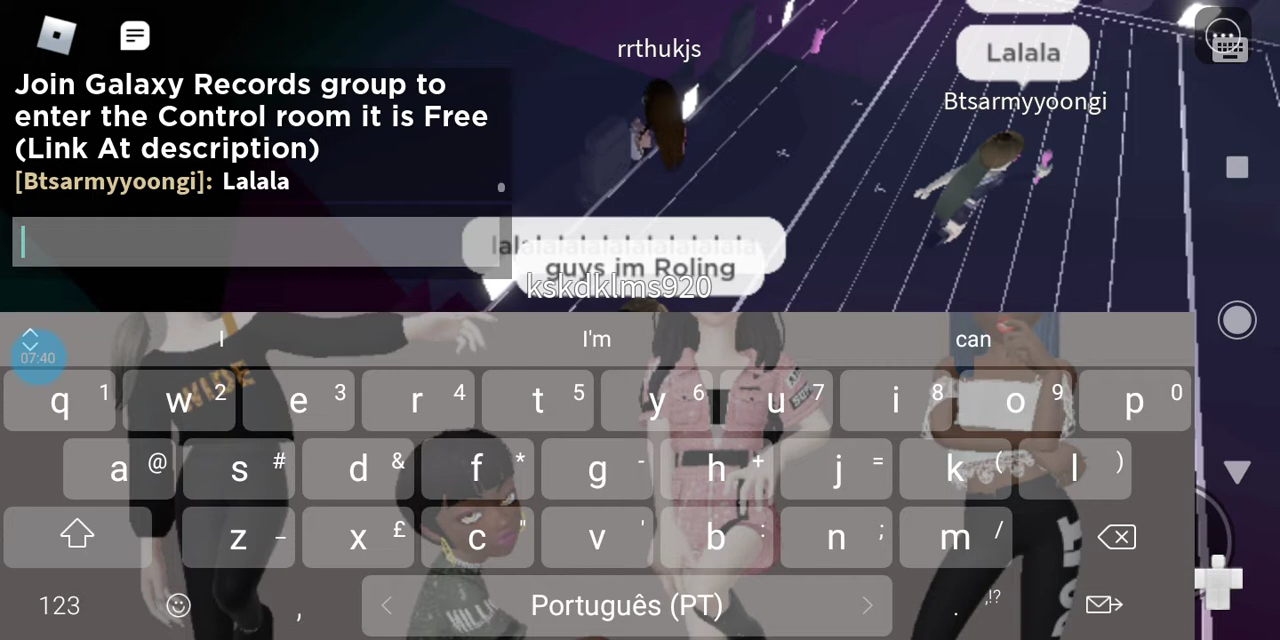 rrthukjs
Lalala
Btsarmyyoongi
Join Galaxy Records group to
enter the Control room it is Free
(Link At description)
[Btsarmyyoongi]: Lalala
guys im Roling
kskdklms920
I
I'm
can
07:40
WIDE
q 1 w 2 e 3 r 4 t 5 y 6 u 7 i 8 o 9 p 0
a @ s # d & f * g - h + j = k ( l )
z _ x £ c " v ' b : n ; m /
123 , < Português (PT) > . ,!?